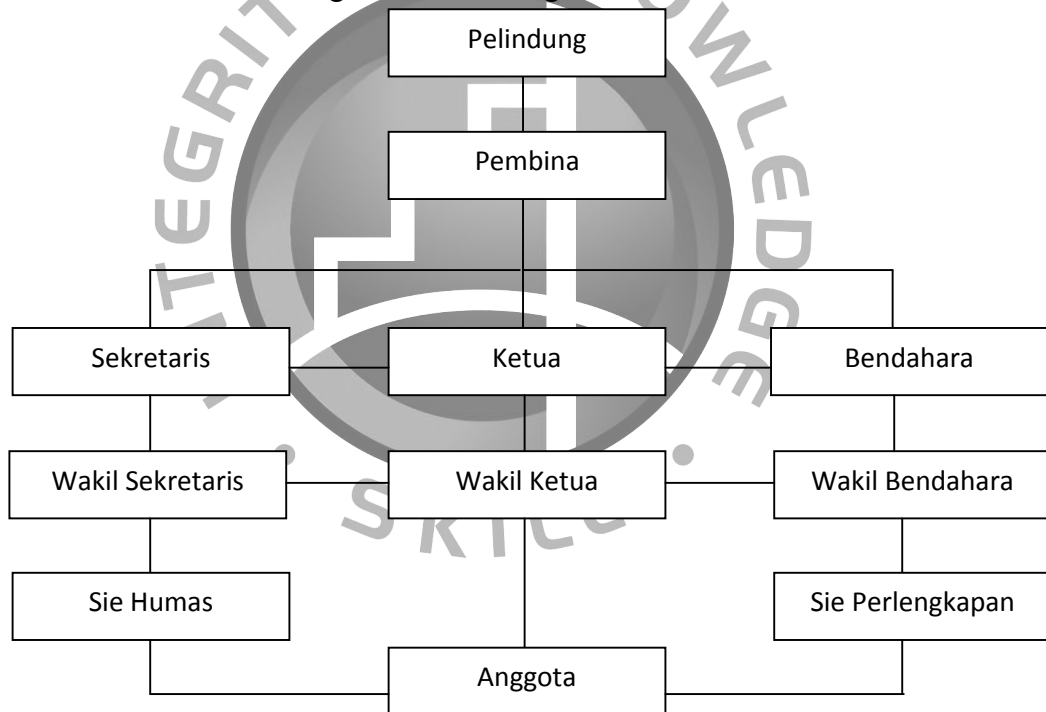 Pelindung
Pembina
Sekretaris
Ketua
Bendahara
Wakil Sekretaris
Wakil Ketua
Wakil Bendahara
Sie Humas
Sie Perlengkapan
Anggota